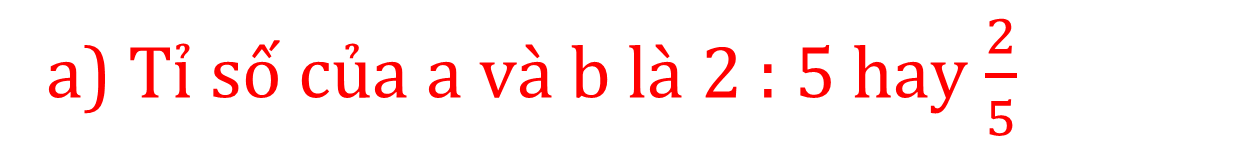 a) Tỉ số của a và b là 2 : 5 hay 2/5